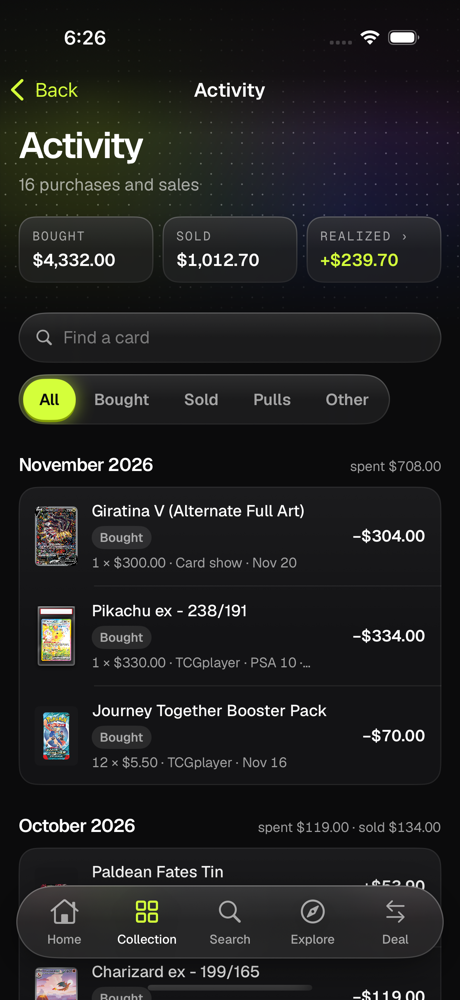 6:26
Back
Activity
Activity
16 purchases and sales
BOUGHT
$4,332.00
SOLD
$1,012.70
REALIZED ›
+$239.70
Find a card
All Bought Sold Pulls Other
November 2026
spent $708.00
Giratina V (Alternate Full Art)
Bought
−$304.00
1 × $300.00 · Card show · Nov 20
Pikachu ex - 238/191
Bought
−$334.00
1 × $330.00 · TCGplayer · PSA 10 ·…
Journey Together Booster Pack
Bought
−$70.00
12 × $5.50 · TCGplayer · Nov 16
October 2026
spent $119.00 · sold $134.00
Paldean Fates Tin
Home Collection Search Explore Deal
Charizard ex - 199/165
Bought
−$119.00